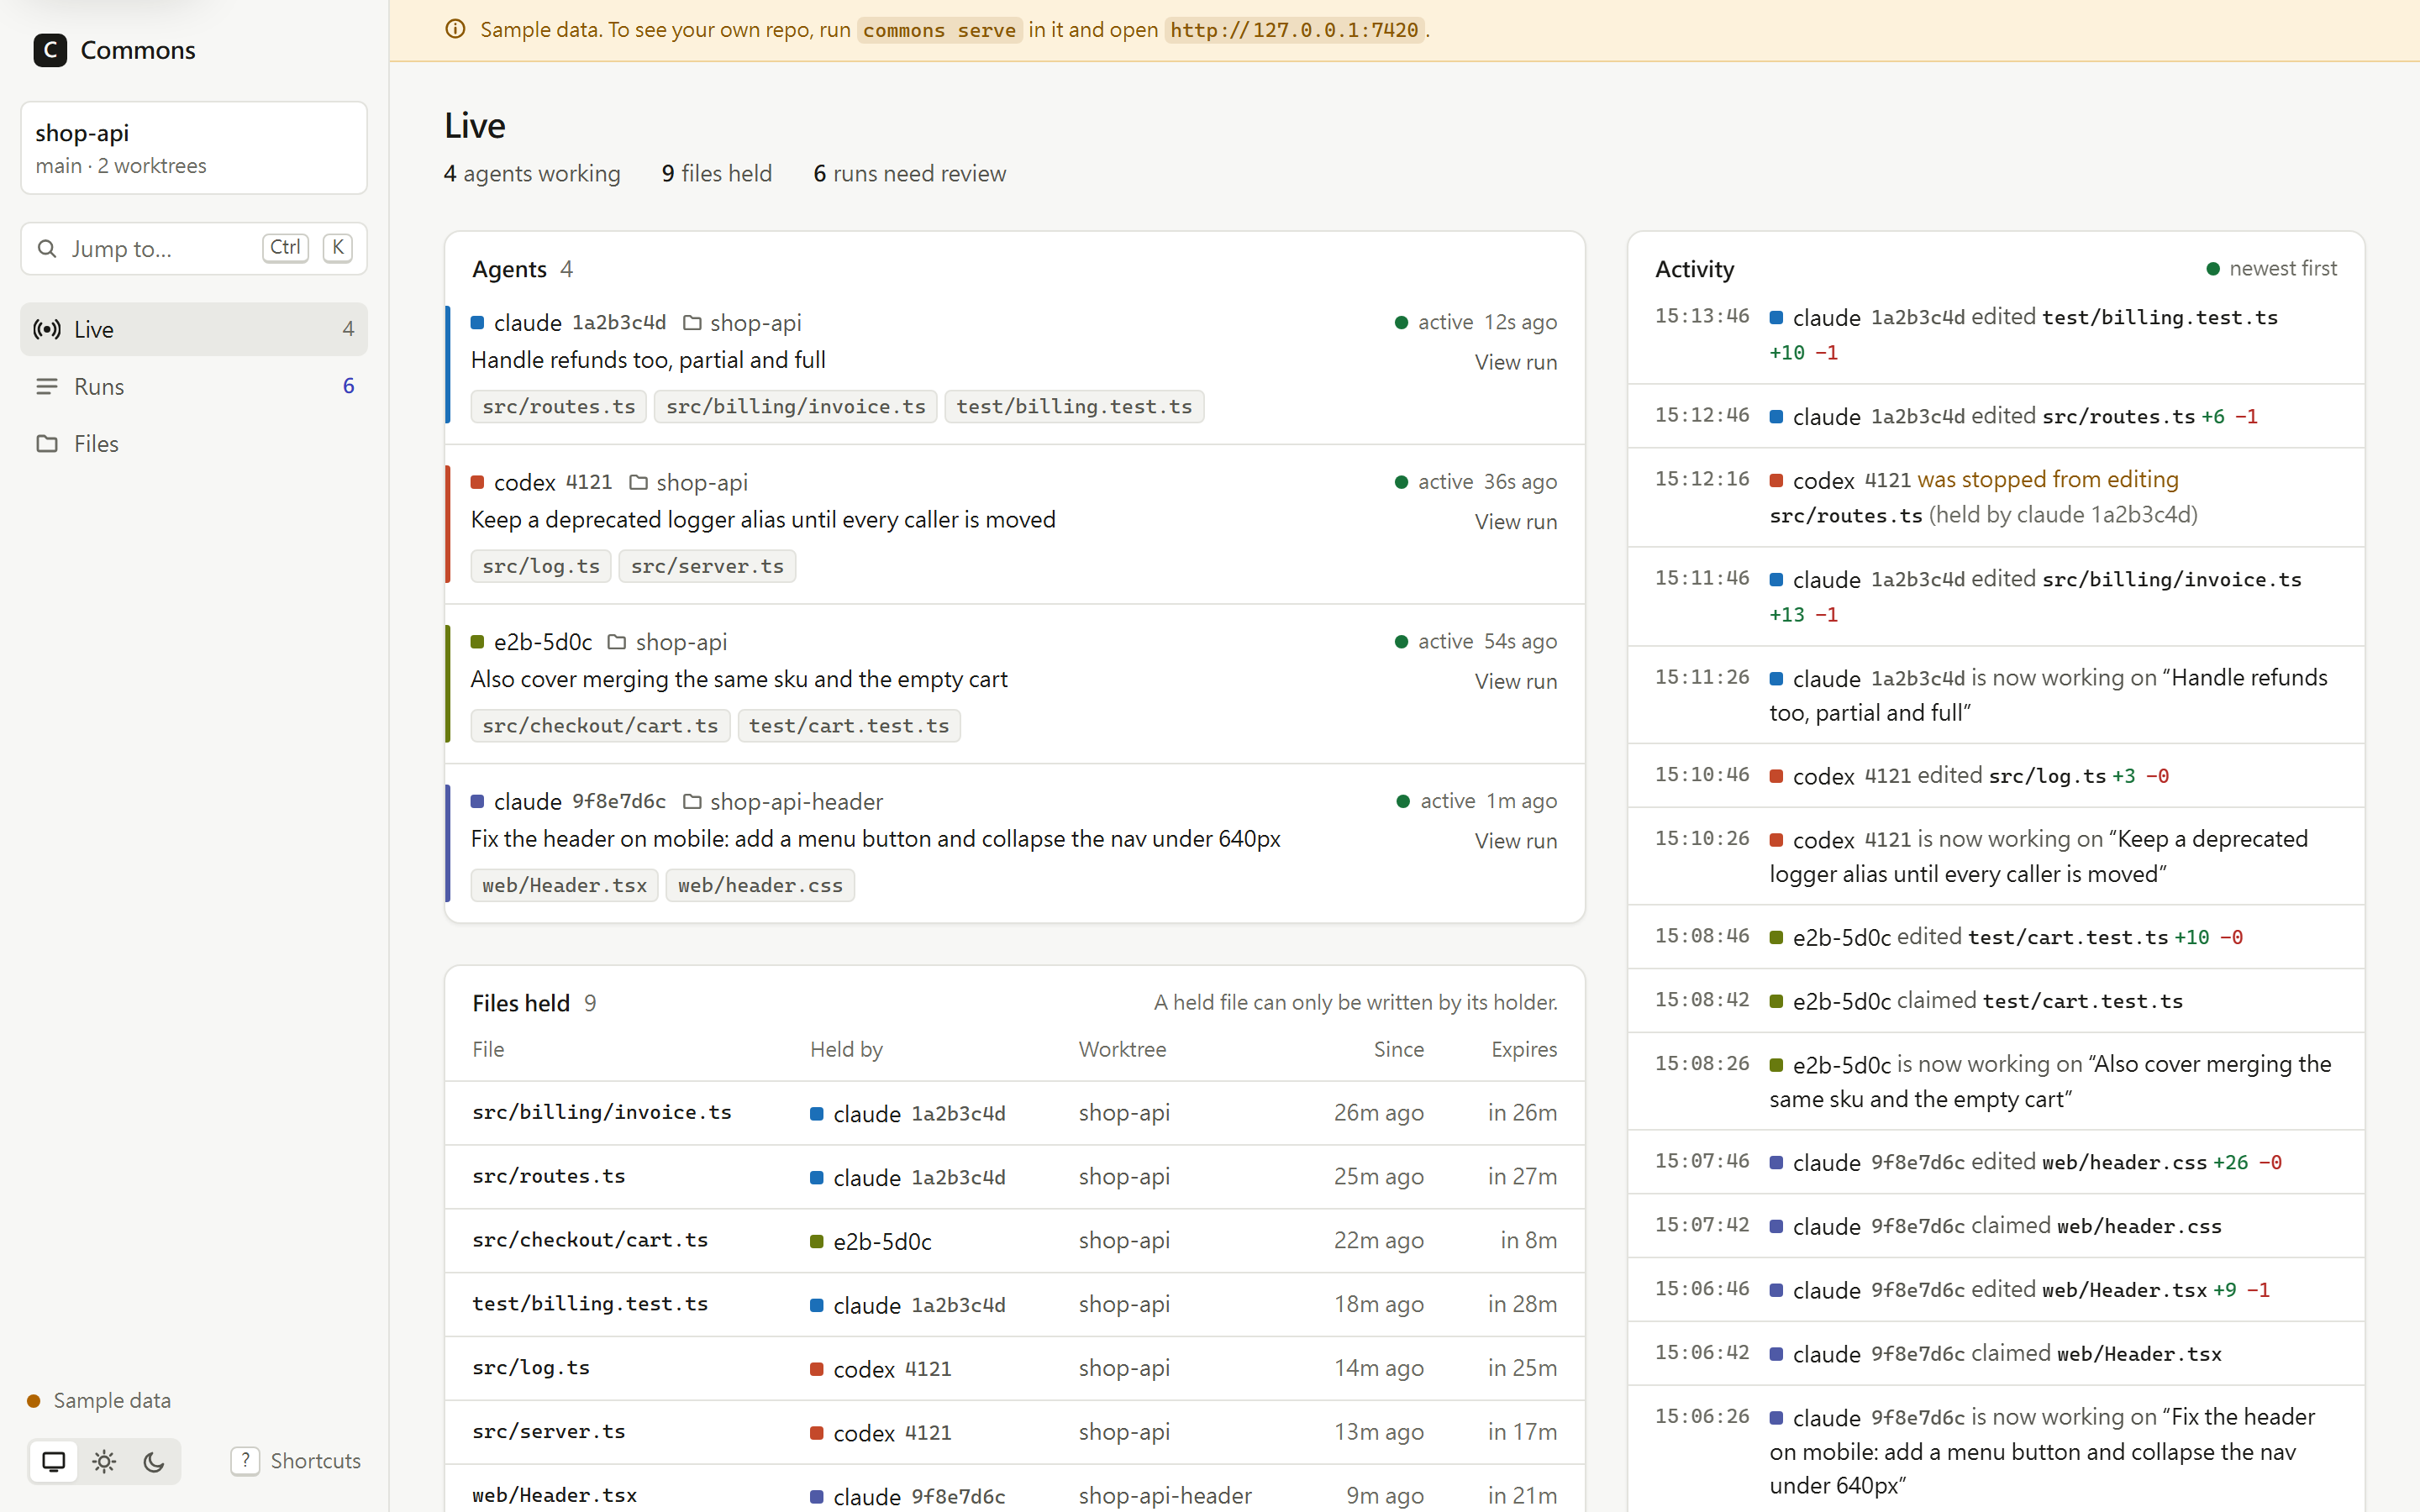 C Commons
shop-api
main · 2 worktrees
Jump to... Ctrl K
Live 4
Runs 6
Files
Sample data
? Shortcuts
Sample data. To see your own repo, run commons serve in it and open http://127.0.0.1:7420.
Live
4 agents working 9 files held 6 runs need review
Agents 4
claude 1a2b3c4d shop-api active 12s ago
Handle refunds too, partial and full View run
src/routes.ts src/billing/invoice.ts test/billing.test.ts
codex 4121 shop-api active 36s ago
Keep a deprecated logger alias until every caller is moved View run
src/log.ts src/server.ts
e2b-5d0c shop-api active 54s ago
Also cover merging the same sku and the empty cart View run
src/checkout/cart.ts test/cart.test.ts
claude 9f8e7d6c shop-api-header active 1m ago
Fix the header on mobile: add a menu button and collapse the nav under 640px View run
web/Header.tsx web/header.css
Files held 9 A held file can only be written by its holder.
File Held by Worktree Since Expires
src/billing/invoice.ts claude 1a2b3c4d shop-api 26m ago in 26m
src/routes.ts claude 1a2b3c4d shop-api 25m ago in 27m
src/checkout/cart.ts e2b-5d0c shop-api 22m ago in 8m
test/billing.test.ts claude 1a2b3c4d shop-api 18m ago in 28m
src/log.ts codex 4121 shop-api 14m ago in 25m
src/server.ts codex 4121 shop-api 13m ago in 17m
web/Header.tsx claude 9f8e7d6c shop-api-header 9m ago in 21m
Activity newest first
15:13:46 claude 1a2b3c4d edited test/billing.test.ts
+10 −1
15:12:46 claude 1a2b3c4d edited src/routes.ts +6 −1
15:12:16 codex 4121 was stopped from editing
src/routes.ts (held by claude 1a2b3c4d)
15:11:46 claude 1a2b3c4d edited src/billing/invoice.ts
+13 −1
15:11:26 claude 1a2b3c4d is now working on “Handle refunds
too, partial and full”
15:10:46 codex 4121 edited src/log.ts +3 −0
15:10:26 codex 4121 is now working on “Keep a deprecated
logger alias until every caller is moved”
15:08:46 e2b-5d0c edited test/cart.test.ts +10 −0
15:08:42 e2b-5d0c claimed test/cart.test.ts
15:08:26 e2b-5d0c is now working on “Also cover merging the
same sku and the empty cart”
15:07:46 claude 9f8e7d6c edited web/header.css +26 −0
15:07:42 claude 9f8e7d6c claimed web/header.css
15:06:46 claude 9f8e7d6c edited web/Header.tsx +9 −1
15:06:42 claude 9f8e7d6c claimed web/Header.tsx
15:06:26 claude 9f8e7d6c is now working on “Fix the header
on mobile: add a menu button and collapse the nav
under 640px”